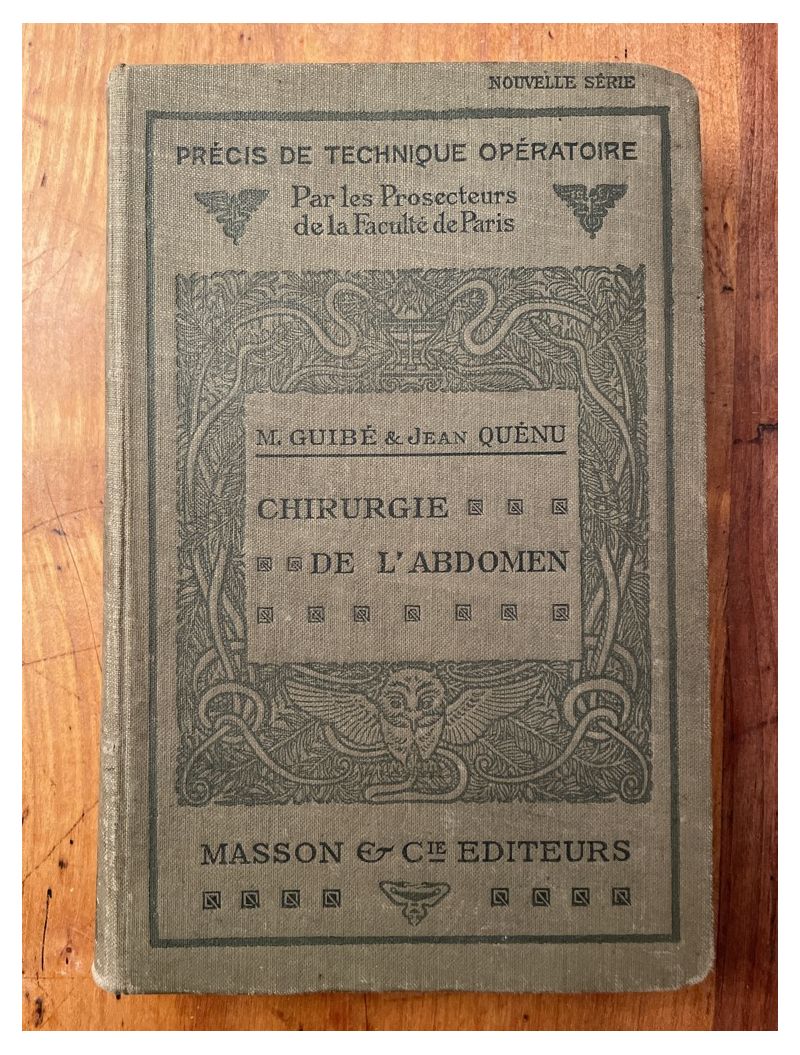 NOUVELLE SÉRIE
PRÉCIS DE TECHNIQUE OPÉRATOIRE
Par les Prosecteurs
de la Faculté de Paris
M. GUIBÉ & JEAN QUÉNU
CHIRURGIE
DE L'ABDOMEN
MASSON & CIE EDITEURS